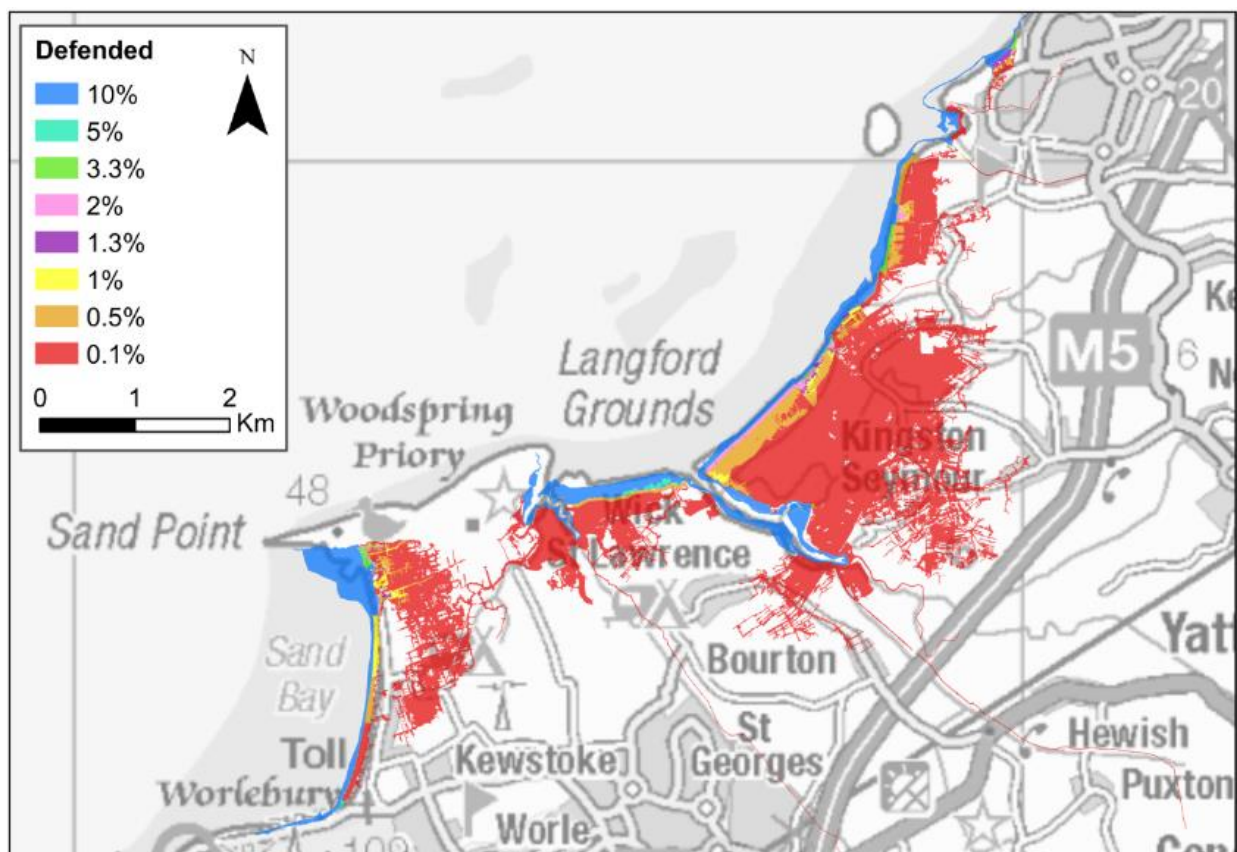 Defended
N
10%
5%
3.3%
2%
1.3%
1%
0.5%
0.1%
0 1 2
Km
20
M5
6
Langford
Grounds
Woodspring
Priory
48
Sand Point
Kingston
Seymour
Wick
St Lawrence
Sand
Bay
Bourton
Yatt
Toll
Kewstoke
St
Georges
Hewish
Puxton
Worlebury
109
Worle